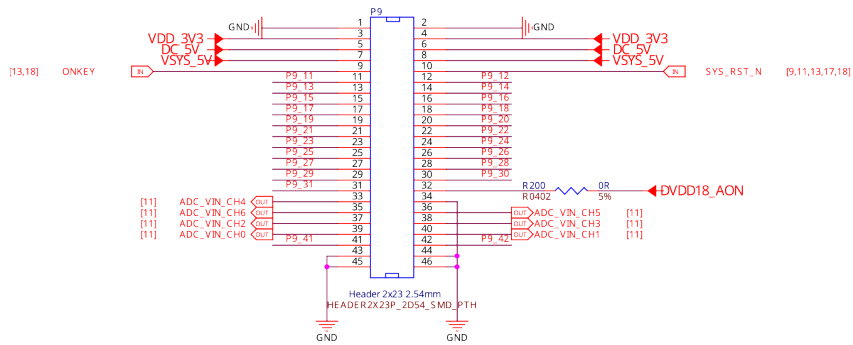 P9
GND 1 2 GND
3 4
VDD_3V3 5 6 VDD_3V3
DC_5V 7 8 DC_5V
VSYS_5V 9 10 VSYS_5V
[13,18] ONKEY IN IN SYS_RST_N [9,11,13,17,18]
P9_11 11 12 P9_12
P9_13 13 14 P9_14
P9_15 15 16 P9_16
P9_17 17 18 P9_18
P9_19 19 20 P9_20
P9_21 21 22 P9_22
P9_23 23 24 P9_24
P9_25 25 26 P9_26
P9_27 27 28 P9_28
P9_29 29 30 P9_30
P9_31 31 32 R200 0R DVDD18_AON
R0402 5%
[11] ADC_VIN_CH4 OUT 33 34
[11] ADC_VIN_CH6 OUT 35 36 OUT ADC_VIN_CH5 [11]
[11] ADC_VIN_CH2 OUT 37 38 OUT ADC_VIN_CH3 [11]
[11] ADC_VIN_CH0 OUT 39 40 OUT ADC_VIN_CH1 [11]
P9_41 41 42 P9_42
43 44
45 46
Header 2x23 2.54mm
HEADER2X23P_2D54_SMD_PTH
GND GND